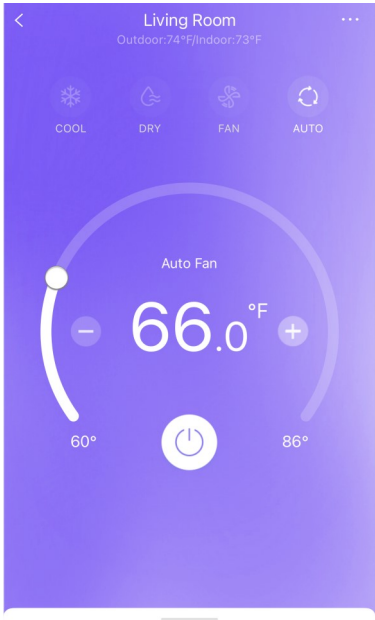 Living Room
Outdoor:74°F/Indoor:73°F
COOL DRY FAN AUTO
Auto Fan
66.0°F
60° 86°